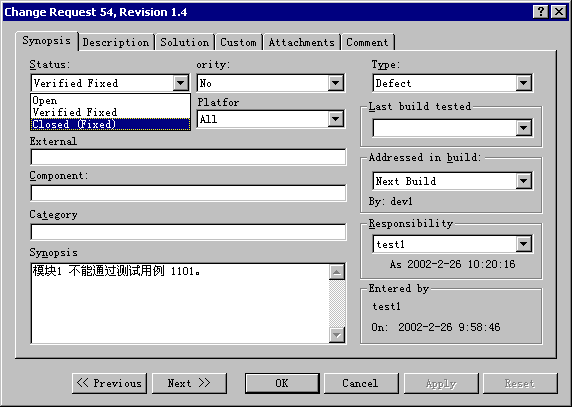 Change Request 54, Revision 1.4
Synopsis Description Solution Custom Attachments Comment
Status: ority: Type:
Verified Fixed No Defect
Open
Verified Fixed
Closed (Fixed)
Platfor
All
Last build tested
External
Component:
Addressed in build:
Next Build
By: dev1
Category
Responsibility
test1
As 2002-2-26 10:20:16
Synopsis
模块1 不能通过测试用例 1101。
Entered by
test1
On: 2002-2-26 9:58:46
<< Previous Next >> OK Cancel Apply Reset